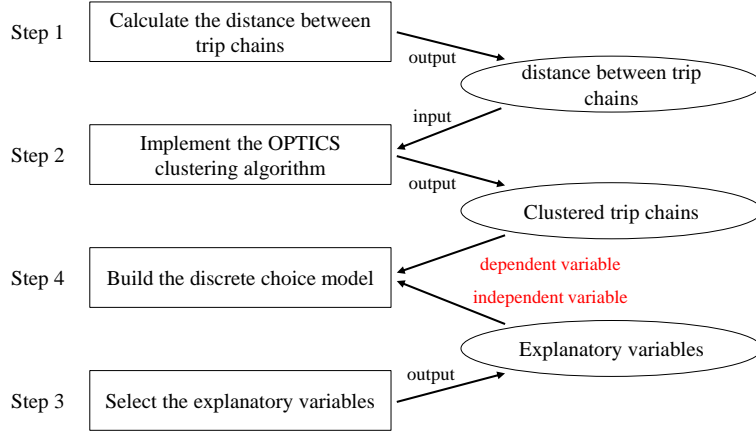 Step 1
Calculate the distance between
trip chains
output
distance between trip
chains
input
Step 2
Implement the OPTICS
clustering algorithm
output
Clustered trip chains
Step 4
Build the discrete choice model
dependent variable
independent variable
Explanatory variables
output
Step 3
Select the explanatory variables